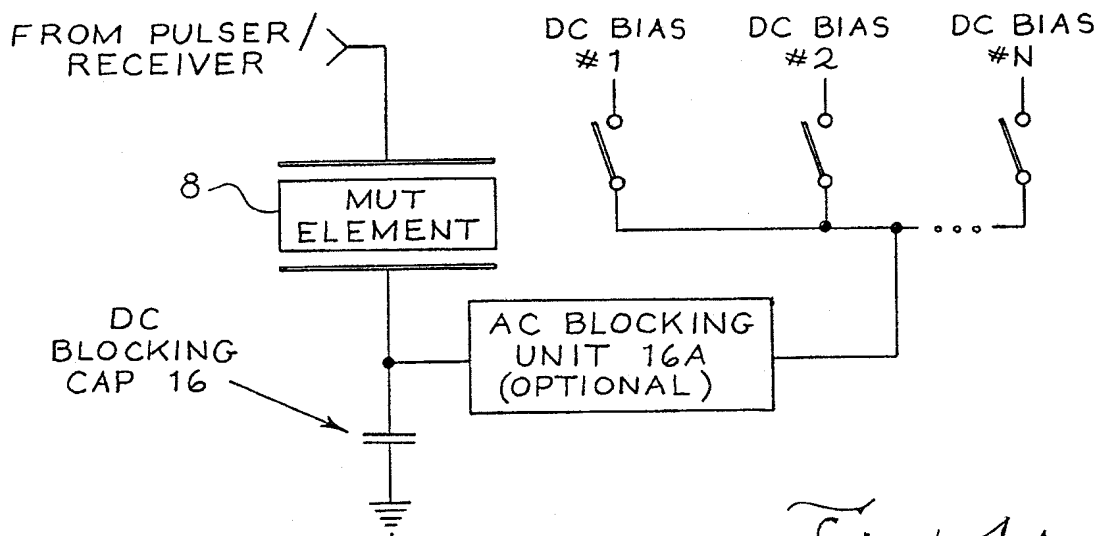 FROM PULSER/
RECEIVER
DC BIAS
#1
DC BIAS
#2
DC BIAS
#N
8
MUT
ELEMENT
DC
BLOCKING
CAP 16
AC BLOCKING
UNIT 16A
(OPTIONAL)